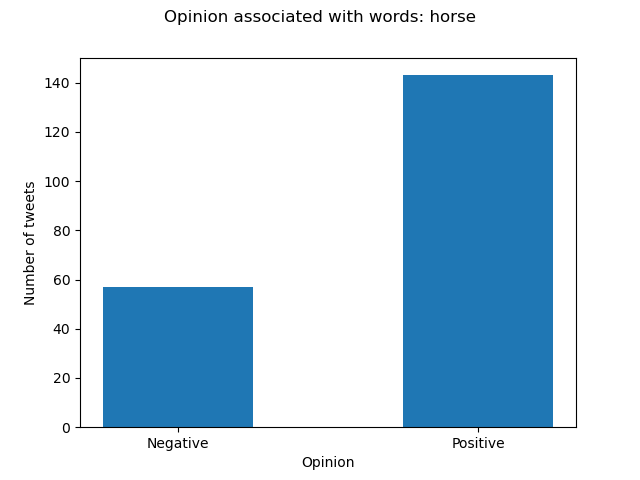 Opinion associated with words: horse
140
120
100
80
60
40
20
0
Number of tweets
Negative
Positive
Opinion